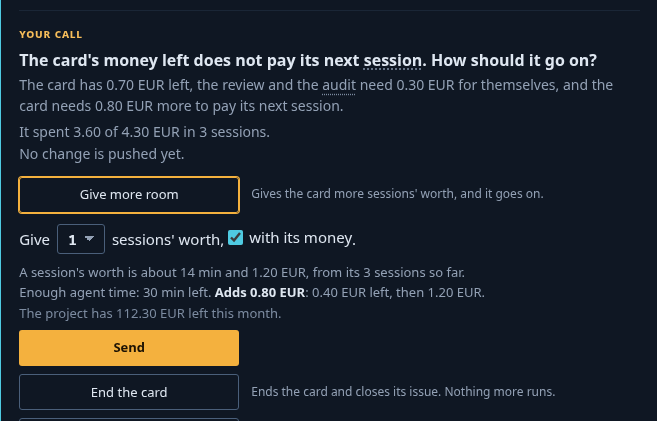 YOUR CALL
The card's money left does not pay its next session. How should it go on?
The card has 0.70 EUR left, the review and the audit need 0.30 EUR for themselves, and the
card needs 0.80 EUR more to pay its next session.
It spent 3.60 of 4.30 EUR in 3 sessions.
No change is pushed yet.
Give more room
Gives the card more sessions' worth, and it goes on.
Give 1 sessions' worth, with its money.
A session's worth is about 14 min and 1.20 EUR, from its 3 sessions so far.
Enough agent time: 30 min left. Adds 0.80 EUR: 0.40 EUR left, then 1.20 EUR.
The project has 112.30 EUR left this month.
Send
End the card
Ends the card and closes its issue. Nothing more runs.